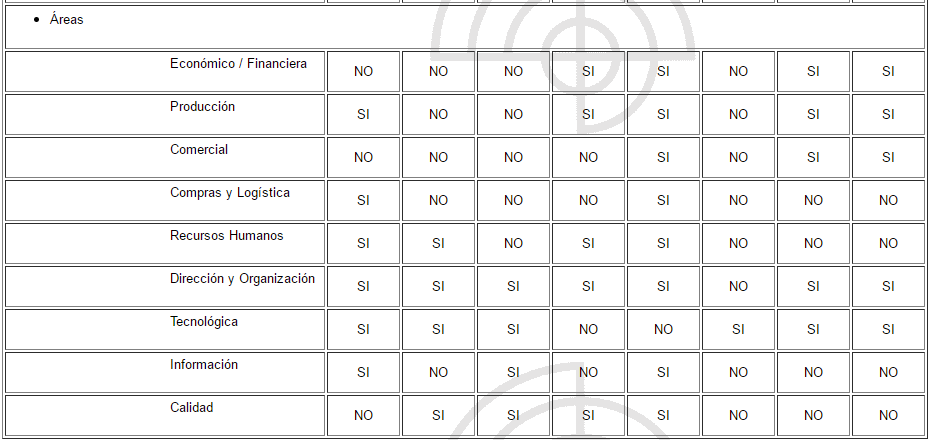 • Áreas
Económico / Financiera NO NO NO SI SI NO SI SI
Producción SI NO NO SI SI NO SI SI
Comercial NO NO NO NO SI NO SI SI
Compras y Logística SI NO NO NO SI NO NO NO
Recursos Humanos SI SI NO SI SI NO NO NO
Dirección y Organización SI SI SI SI SI NO SI SI
Tecnológica SI SI SI NO NO SI SI SI
Información SI NO SI NO SI NO NO NO
Calidad NO SI SI SI SI NO NO NO